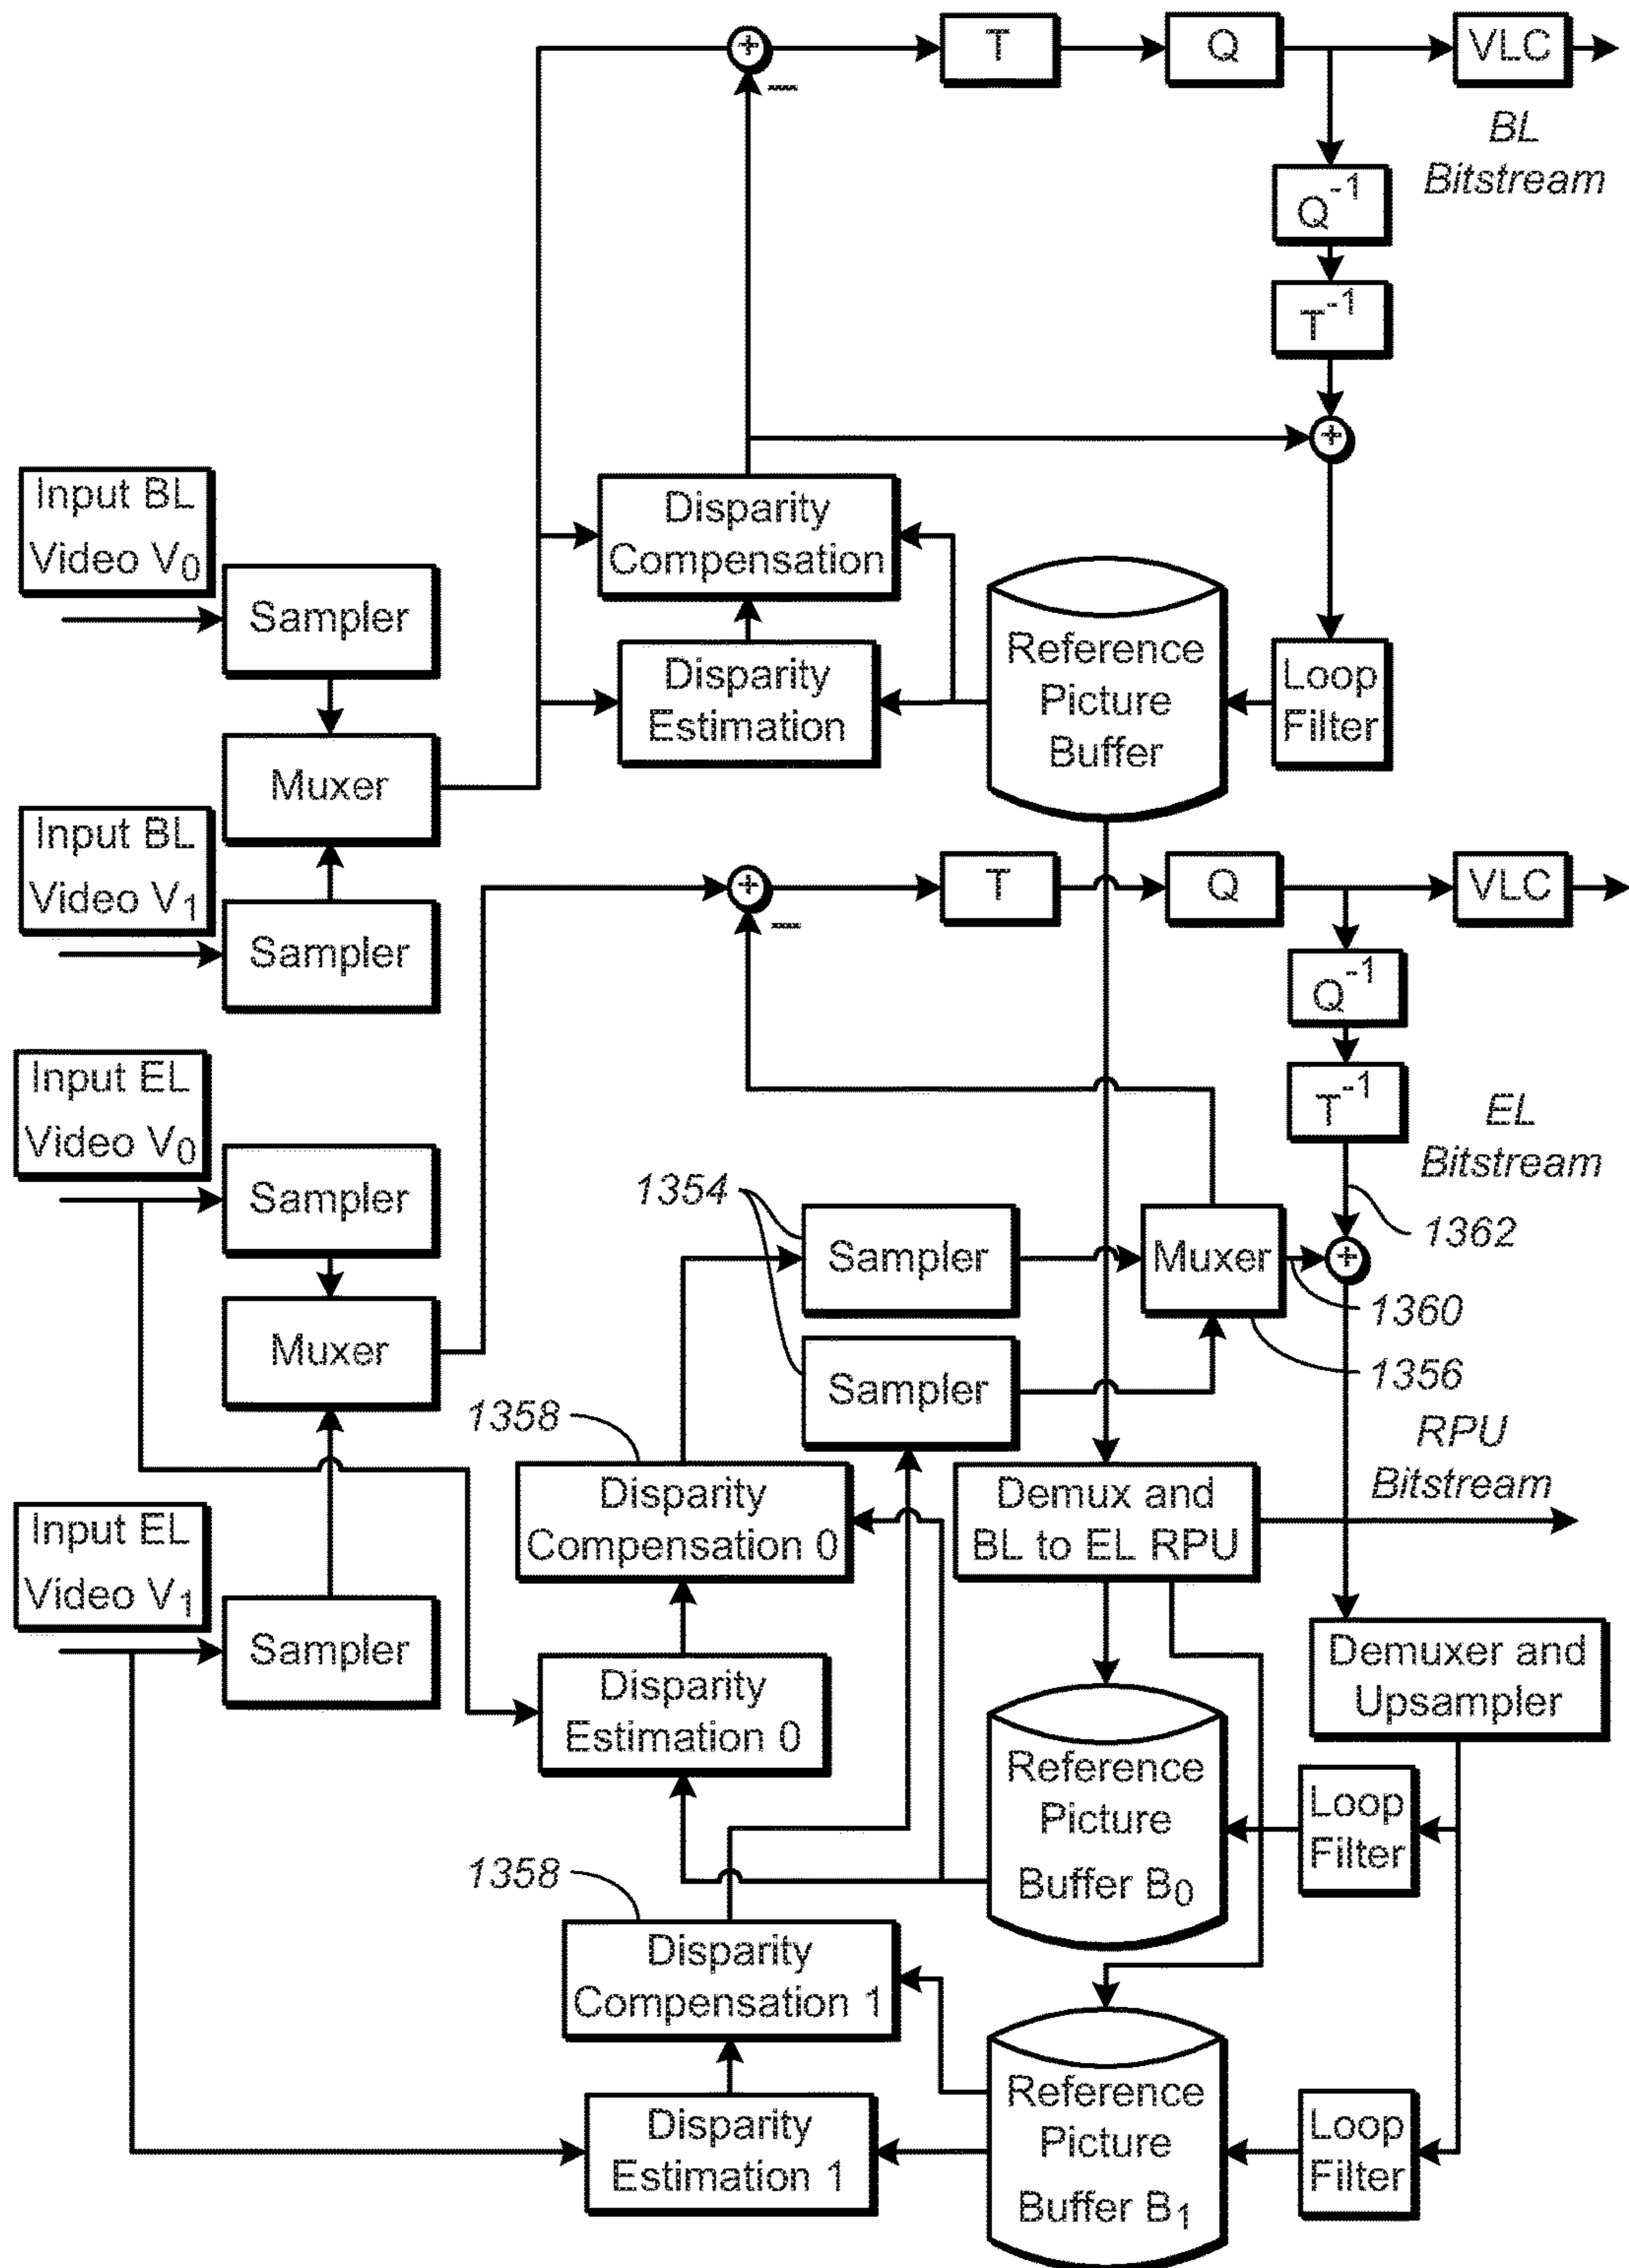 T
Q
VLC
BL
Bitstream
Q⁻¹
T⁻¹
Input BL
Video V₀
Sampler
Disparity
Compensation
Disparity
Estimation
Reference
Picture
Buffer
Loop
Filter
Muxer
Input BL
Video V₁
Sampler
T
Q
VLC
Q⁻¹
T⁻¹
EL
Bitstream
Input EL
Video V₀
Sampler
1354
Sampler
Muxer
1362
1360
1356
Muxer
Sampler
1358
RPU
Bitstream
Disparity
Compensation 0
Demux and
BL to EL RPU
Input EL
Video V₁
Sampler
Disparity
Estimation 0
Demuxer and
Upsampler
Reference
Picture
Buffer B₀
Loop
Filter
1358
Disparity
Compensation 1
Disparity
Estimation 1
Reference
Picture
Buffer B₁
Loop
Filter